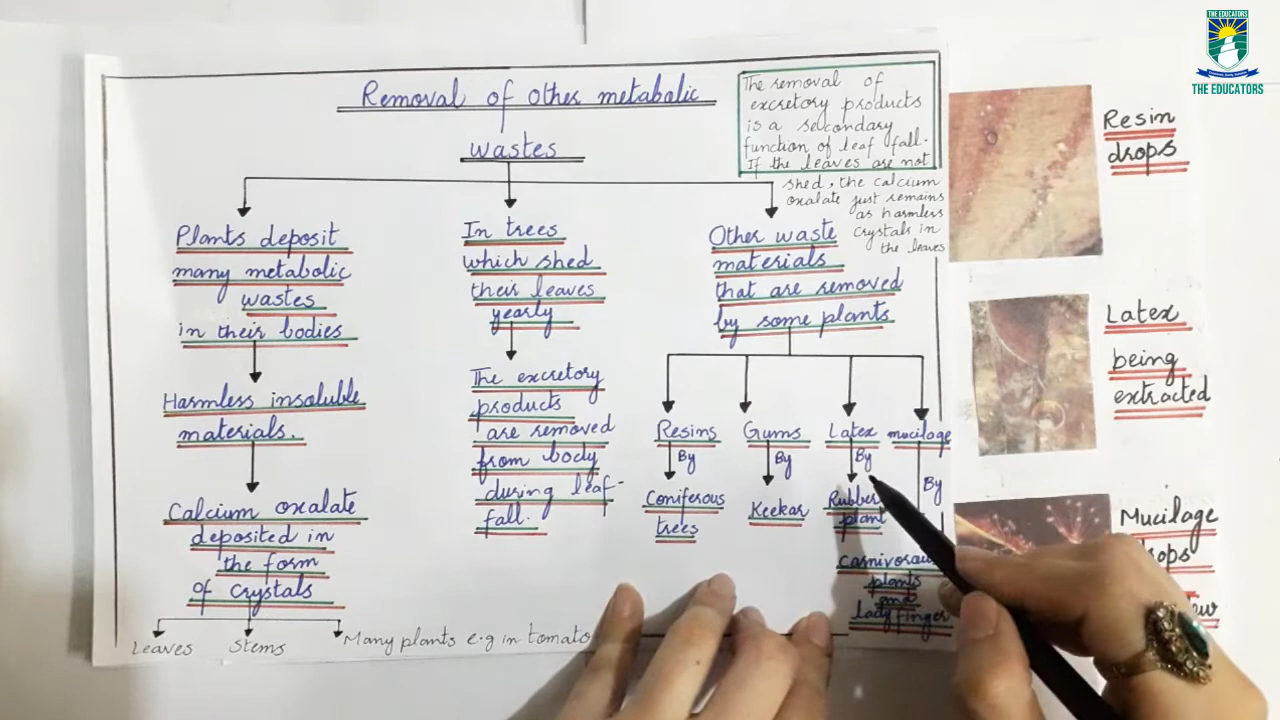 THE EDUCATORS
THE EDUCATORS
Removal of Other metabalic
wastes
The removal of
excretory products
is a secondary
function of leaf fall.
If the leaves are not
shed, the calcium
oxalate just remains
as harmless
crystals in
the leaves
Plants deposit
many metabolic
wastes
in their bodies
Harmless insoluble
materials.
Calcium oxalate
deposited in
the form
of crystals
Leaves
Stems
Many plants e.g in tomato
In trees
which shed
their leaves
yearly
The excretory
products
are removed
from body
during leaf-
fall.
Other waste
materials
that are removed
by some plants
Resins
By
Coniferous
trees
Gums
By
Keekar
Latex
By
Rubber
plant
mucilage
By
Carnivorous
plants
and
lady finger
Resin
drops
Latex
being
extracted
Mucilage